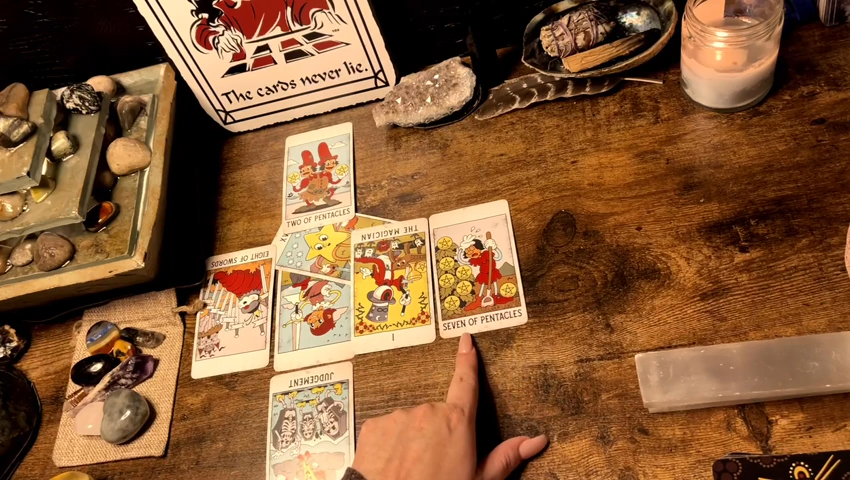 The cards never lie.
TWO OF PENTACLES
EIGHT OF SWORDS
THE MAGICIAN
I
SEVEN OF PENTACLES
JUDGEMENT